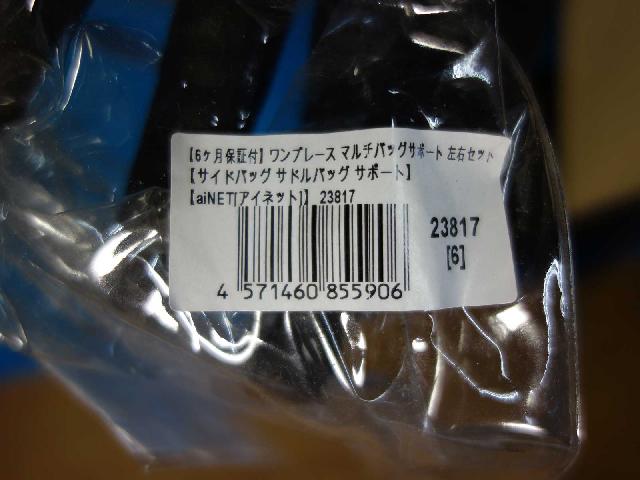 【6ヶ月保証付】ワンプレース マルチバッグサポート 左右セット
【サイドバッグ サドルバッグ サポート】
【aiNET[アイネット]】 23817
23817
[6]
4 571460 855906